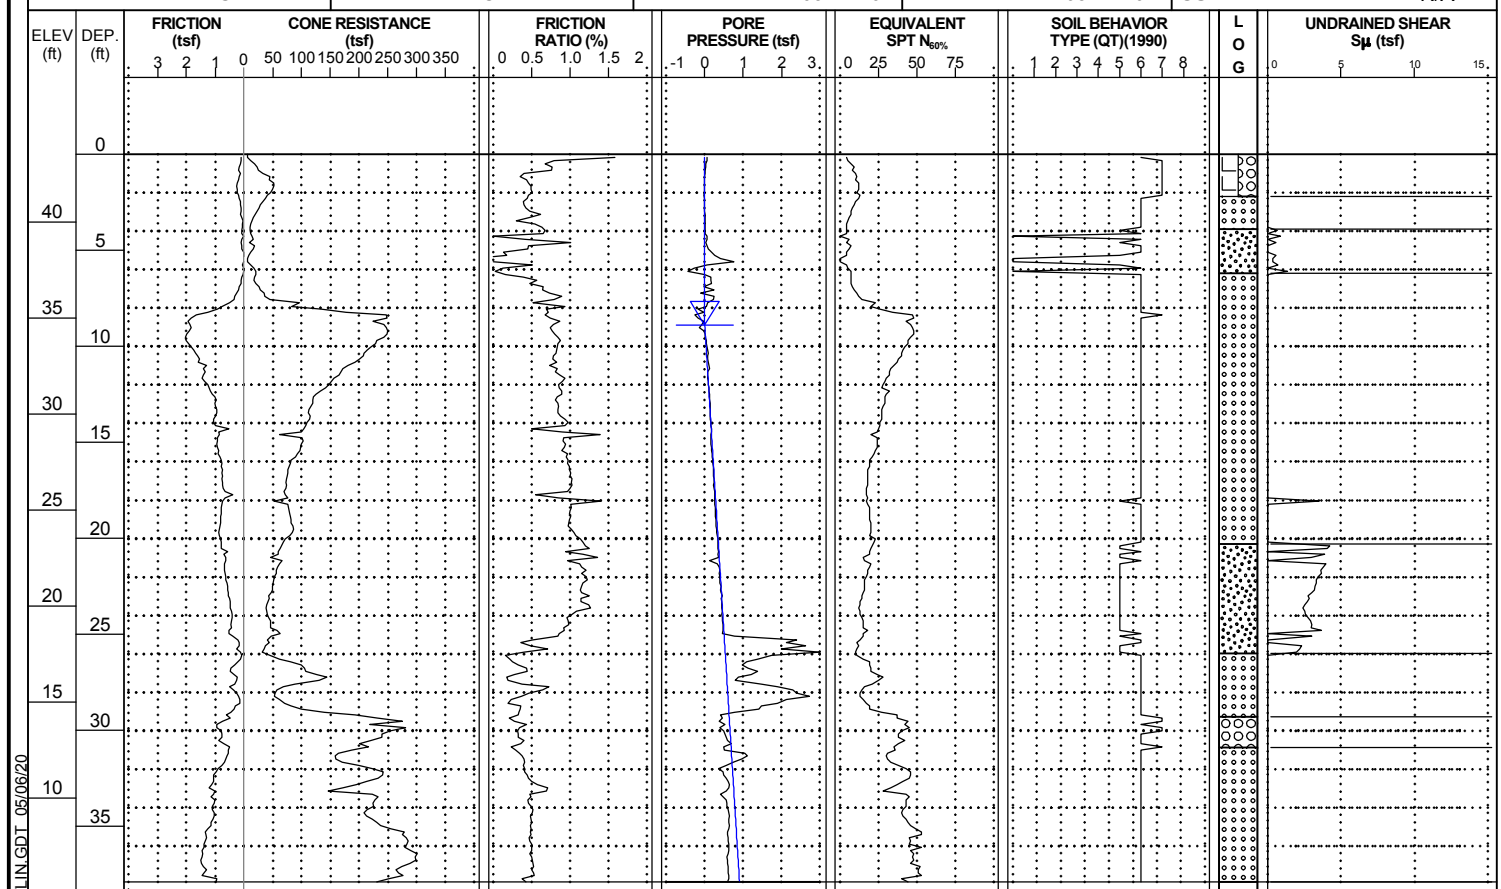 ELEV (ft)
DEP. (ft)
FRICTION (tsf)
3 2 1 0
CONE RESISTANCE (tsf)
50 100 150 200 250 300 350
FRICTION RATIO (%)
0 0.5 1.0 1.5 2
PORE PRESSURE (tsf)
-1 0 1 2 3
EQUIVALENT SPT N60%
0 25 50 75
SOIL BEHAVIOR TYPE (QT)(1990)
1 2 3 4 5 6 7 8
L
O
G
UNDRAINED SHEAR Sμ (tsf)
0 5 10 15
0
40
5
35
10
30
15
25
20
20
25
15
30
10
35
LIN.GDT 05/06/20